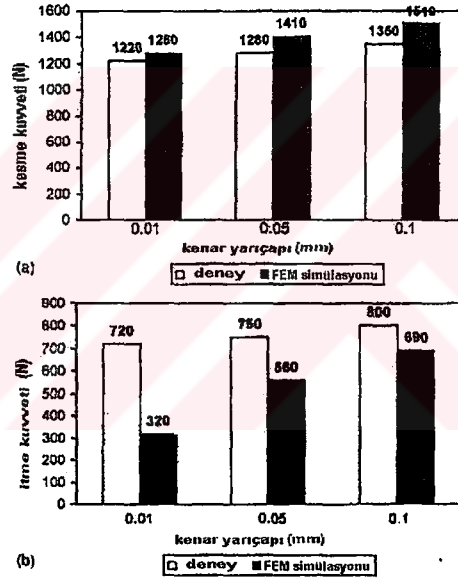 1600
1400
1200
1000
800
600
400
200
0
kesme kuvveti (N)
1220 1280
1280 1410
1350 1510
0.01 0.05 0.1
kenar yarıçapı (mm)
(a)
deney FEM simülasyonu
900
800
700
600
500
400
300
200
100
0
itme kuvveti (N)
720 320
750 560
800 690
0.01 0.05 0.1
kenar yarıçapı (mm)
(b)
deney FEM simülasyonu